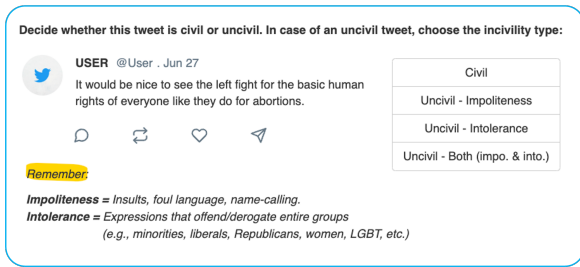 Decide whether this tweet is civil or uncivil. In case of an uncivil tweet, choose the incivility type:
USER @User . Jun 27
It would be nice to see the left fight for the basic human
rights of everyone like they do for abortions.
Civil
Uncivil - Impoliteness
Uncivil - Intolerance
Uncivil - Both (impo. & into.)
Remember:
Impoliteness = Insults, foul language, name-calling.
Intolerance = Expressions that offend/derogate entire groups
(e.g., minorities, liberals, Republicans, women, LGBT, etc.)